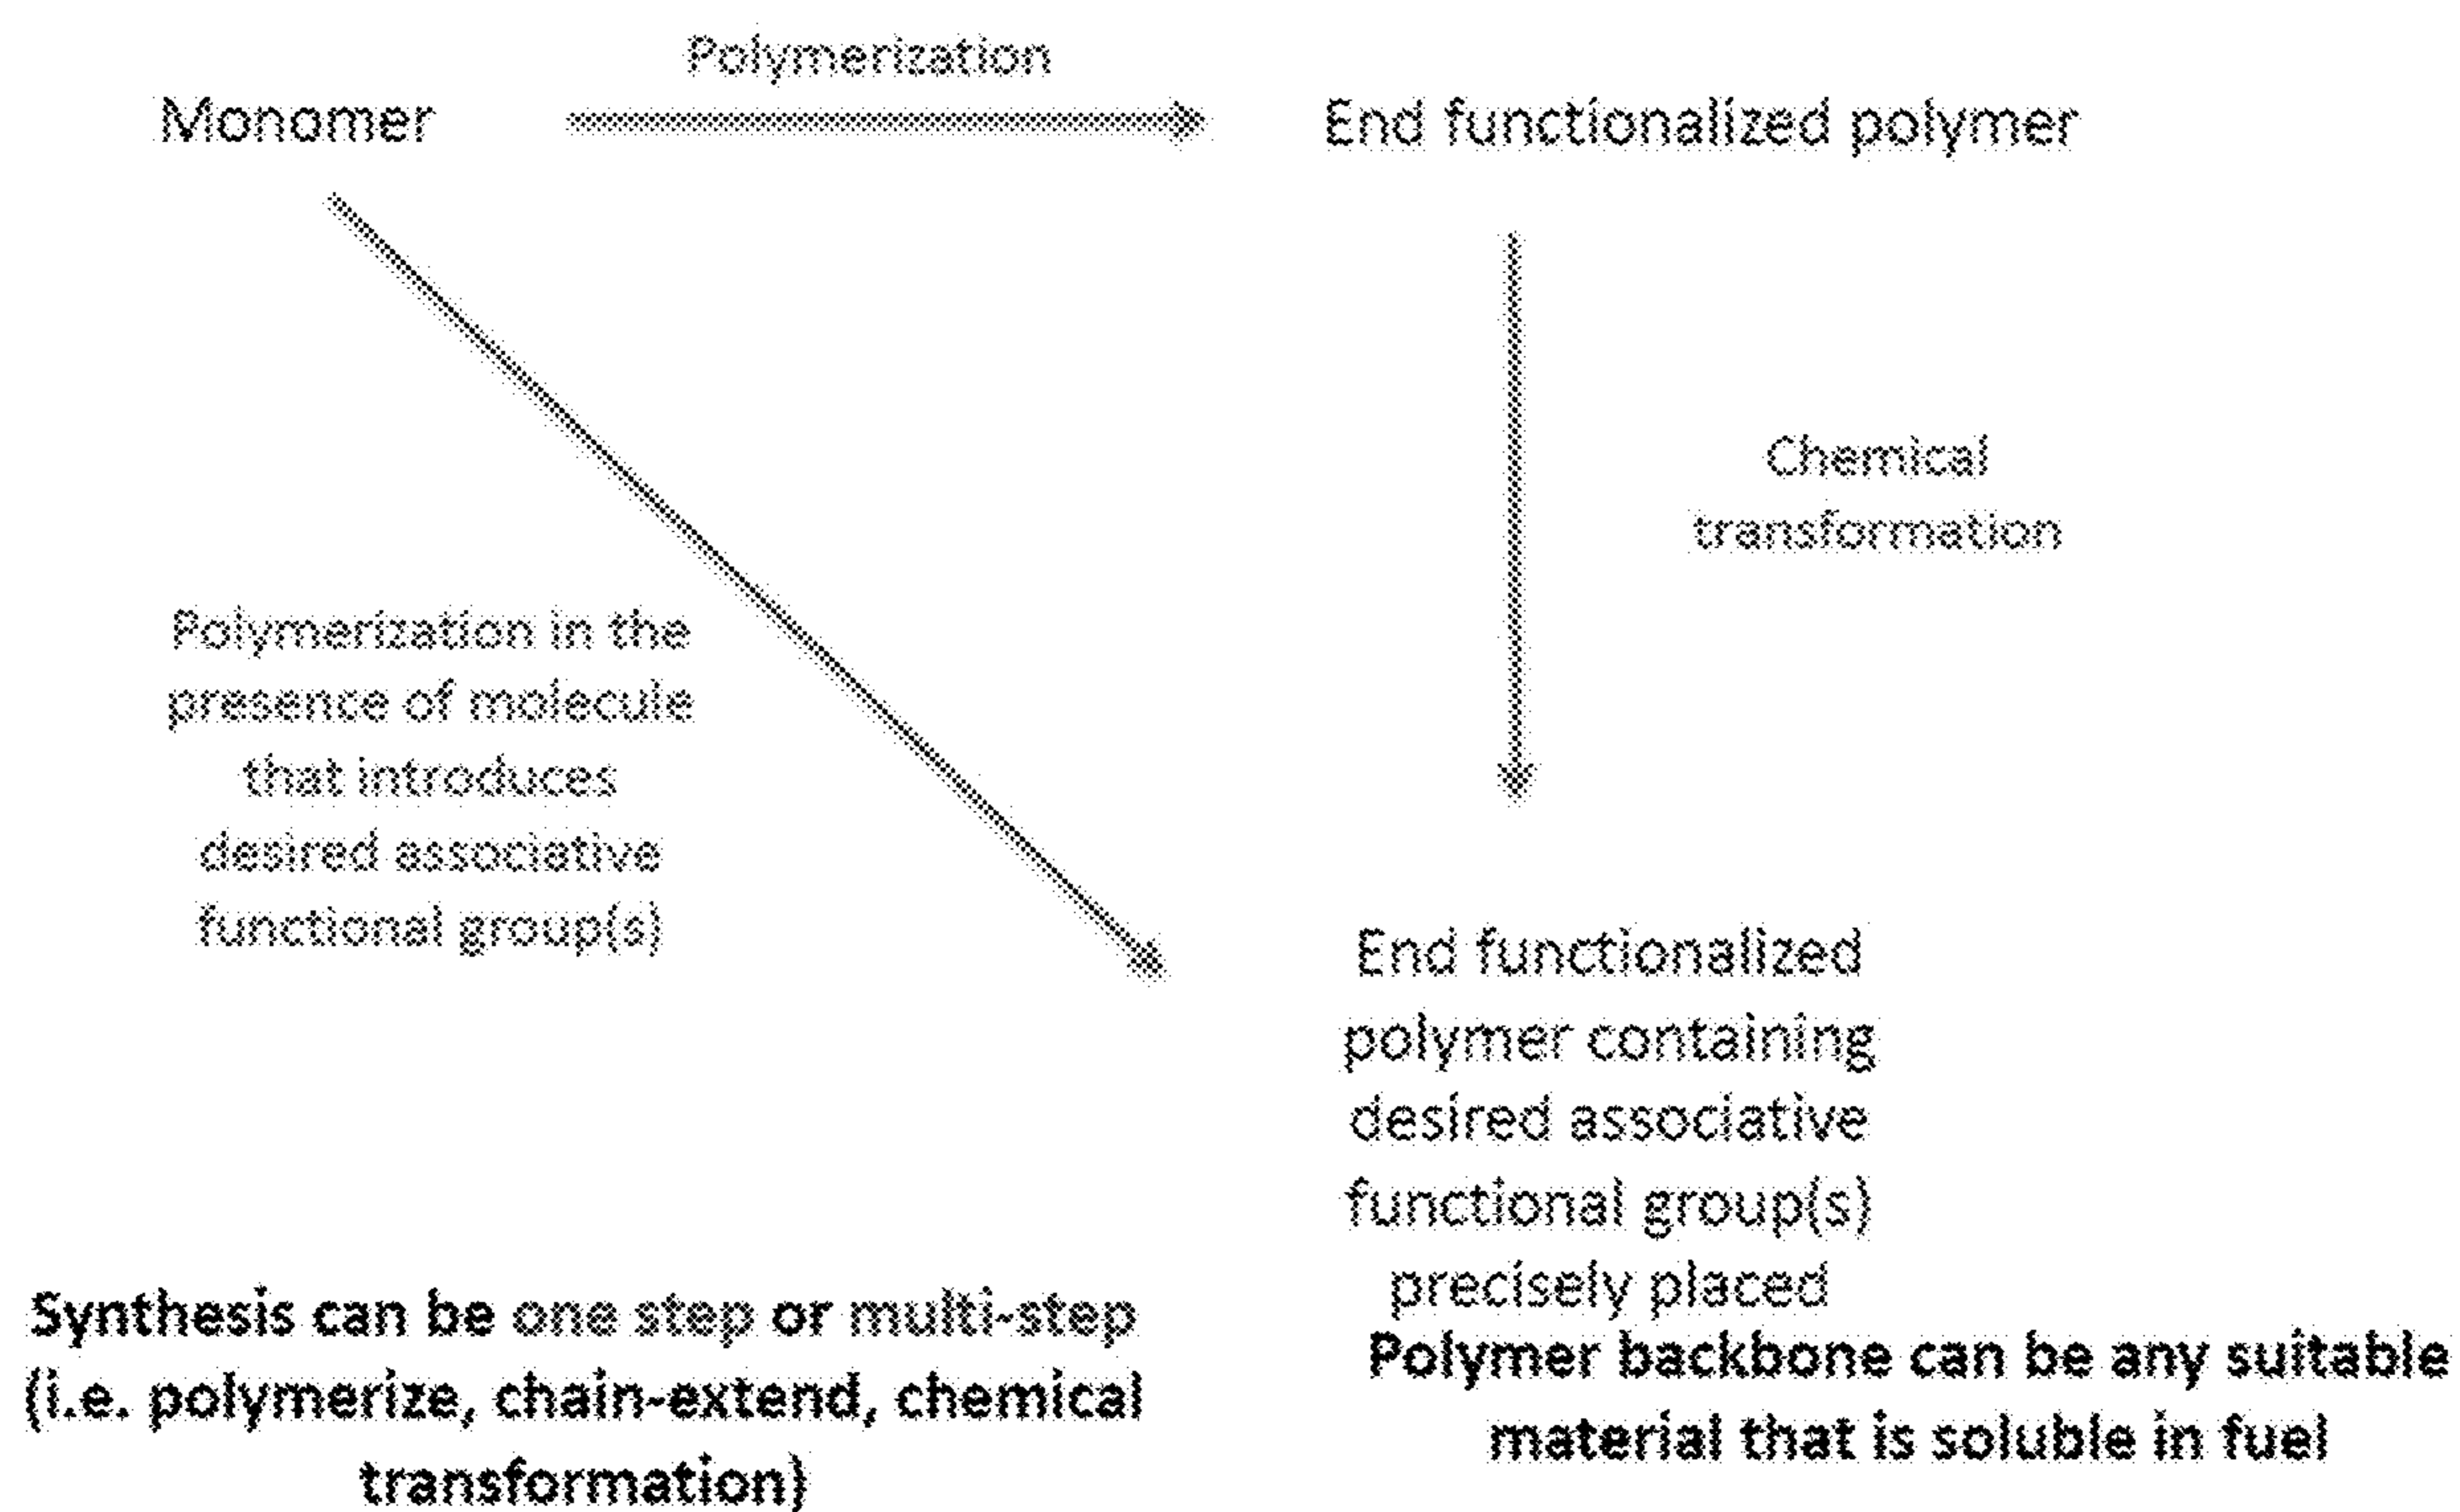 Polymerization
Monomer
End functionalized polymer
Chemical
transformation
Polymerization in the
presence of molecule
that introduces
desired associative
functional group(s)
End functionalized
polymer containing
desired associative
functional group(s)
precisely placed
Synthesis can be one step or multi-step
(i.e. polymerize, chain-extend, chemical
transformation)
Polymer backbone can be any suitable
material that is soluble in fuel